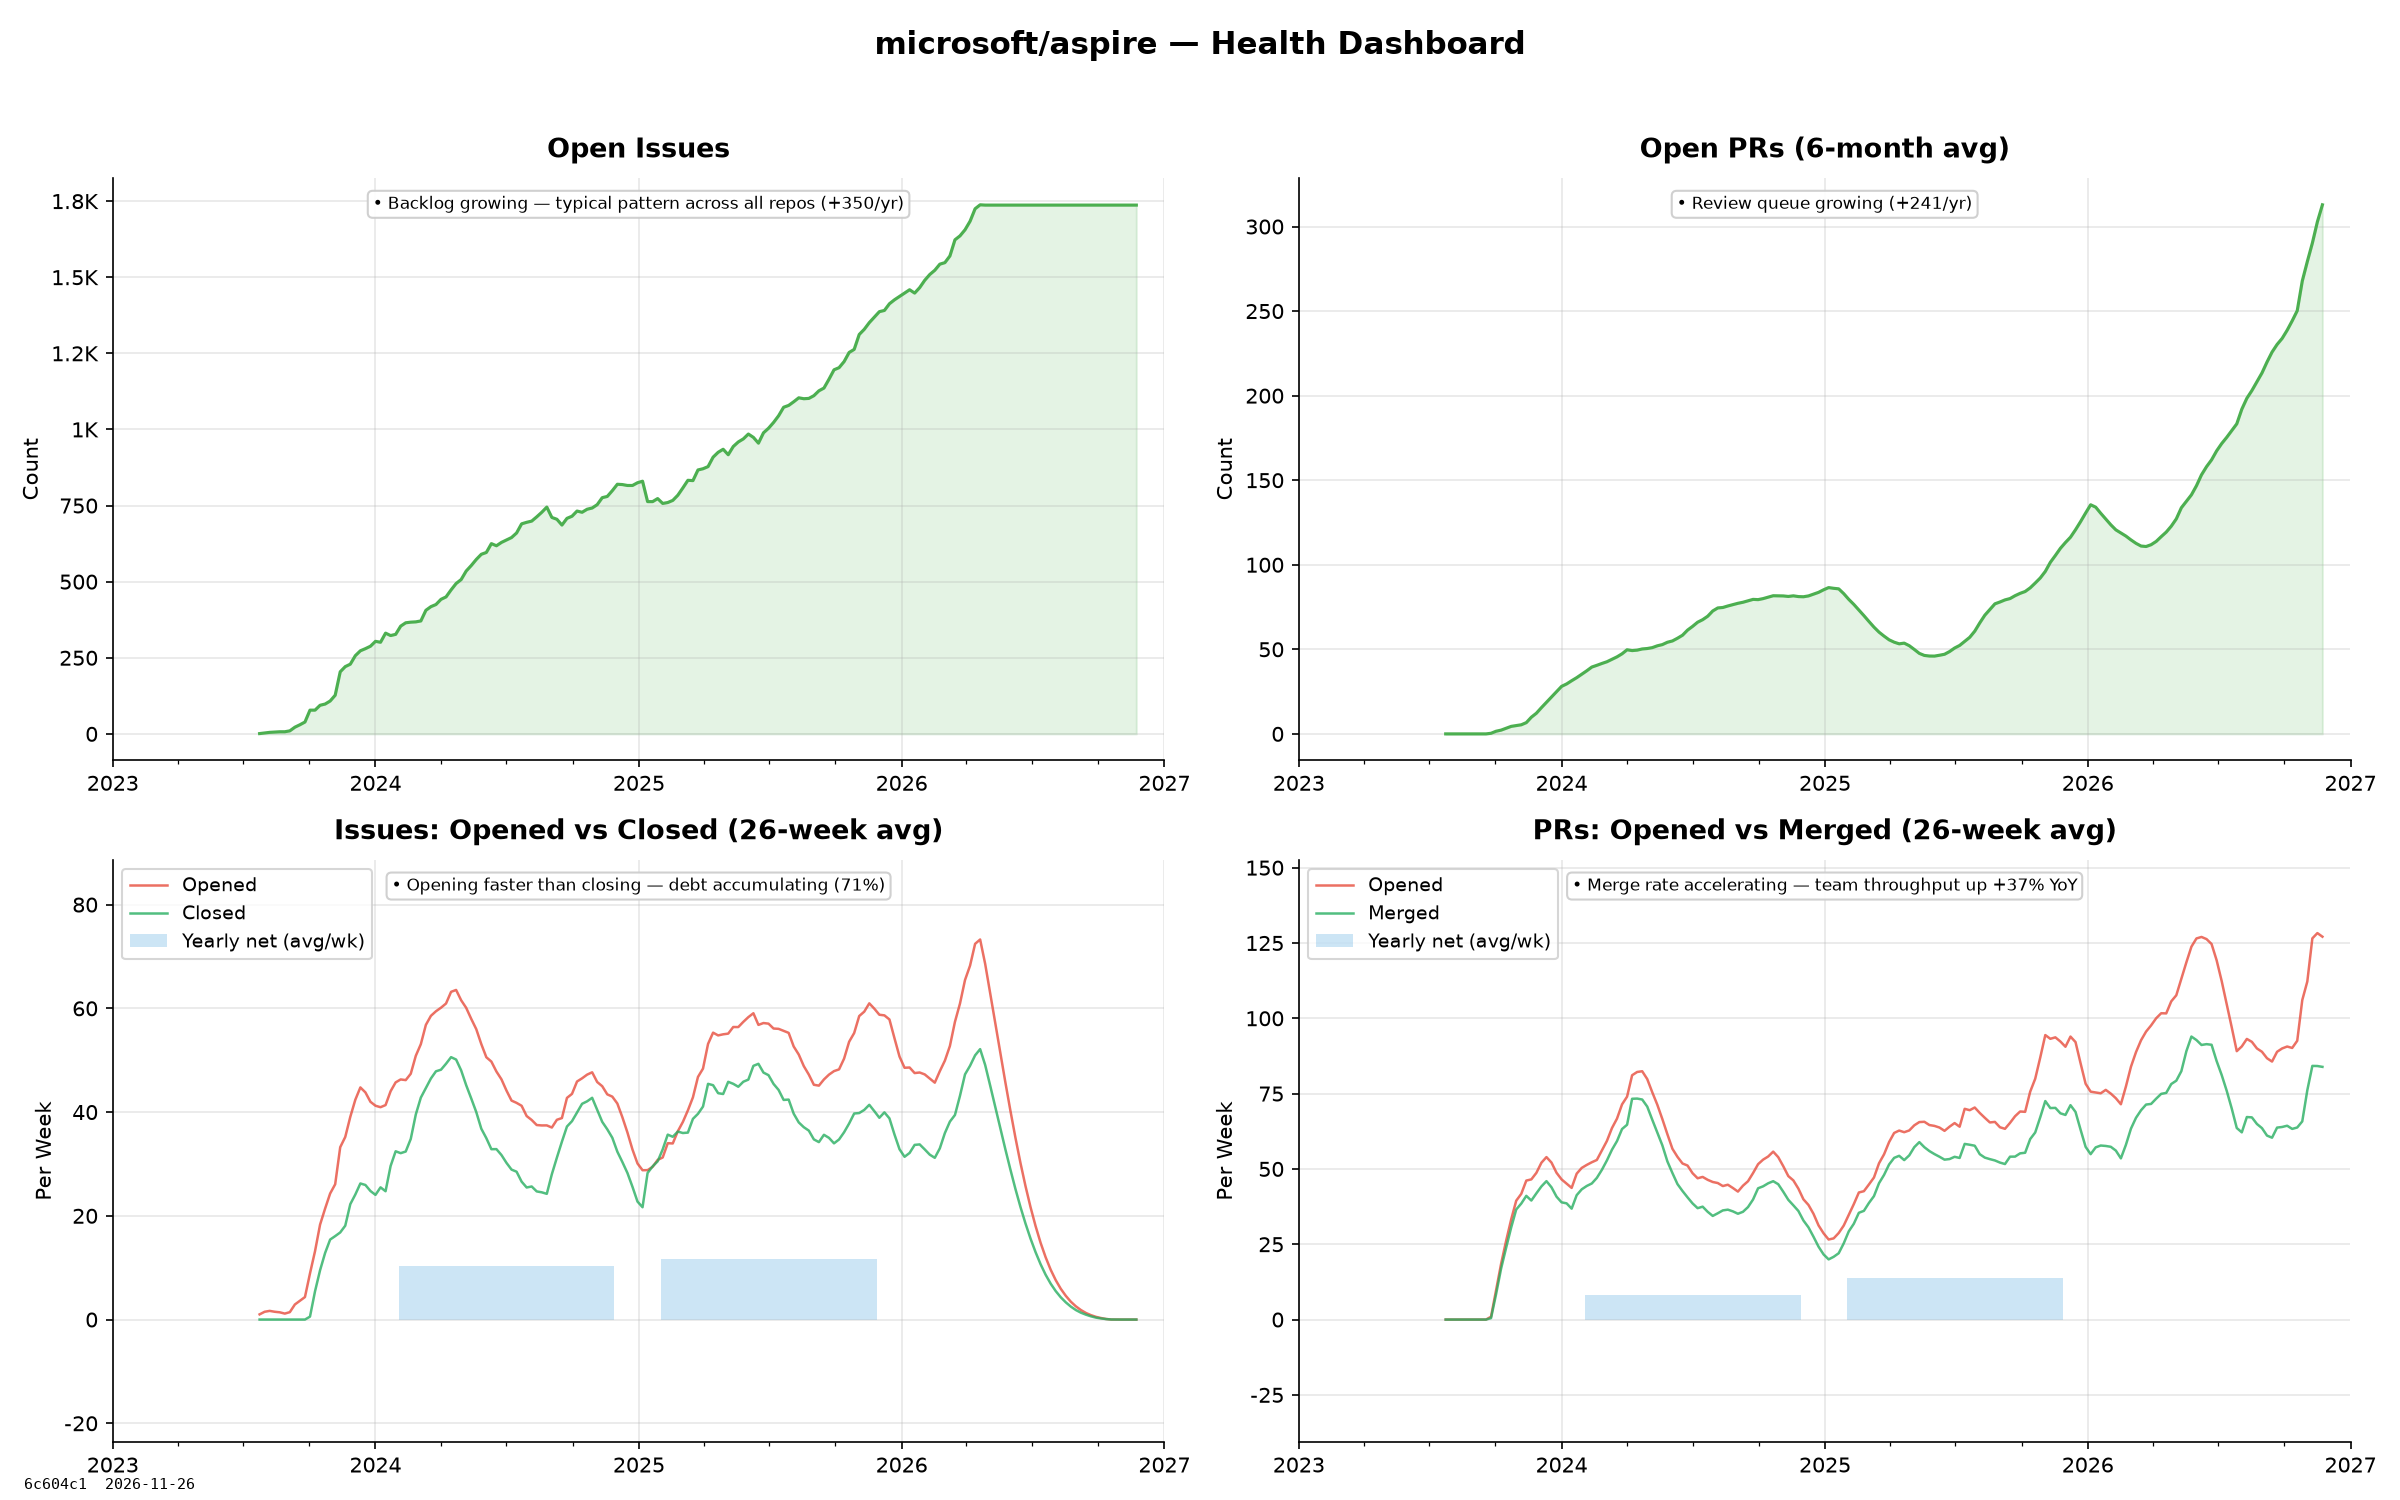 microsoft/aspire — Health Dashboard
Open Issues
• Backlog growing — typical pattern across all repos (+350/yr)
Count
1.8K
1.5K
1.2K
1K
750
500
250
0
2023
2024
2025
2026
2027
Open PRs (6-month avg)
• Review queue growing (+241/yr)
Count
300
250
200
150
100
50
0
2023
2024
2025
2026
2027
Issues: Opened vs Closed (26-week avg)
Opened
Closed
Yearly net (avg/wk)
• Opening faster than closing — debt accumulating (71%)
Per Week
80
60
40
20
0
-20
2023
2024
2025
2026
2027
PRs: Opened vs Merged (26-week avg)
Opened
Merged
Yearly net (avg/wk)
• Merge rate accelerating — team throughput up +37% YoY
Per Week
150
125
100
75
50
25
0
-25
2023
2024
2025
2026
2027
6c604c1 2026-11-26